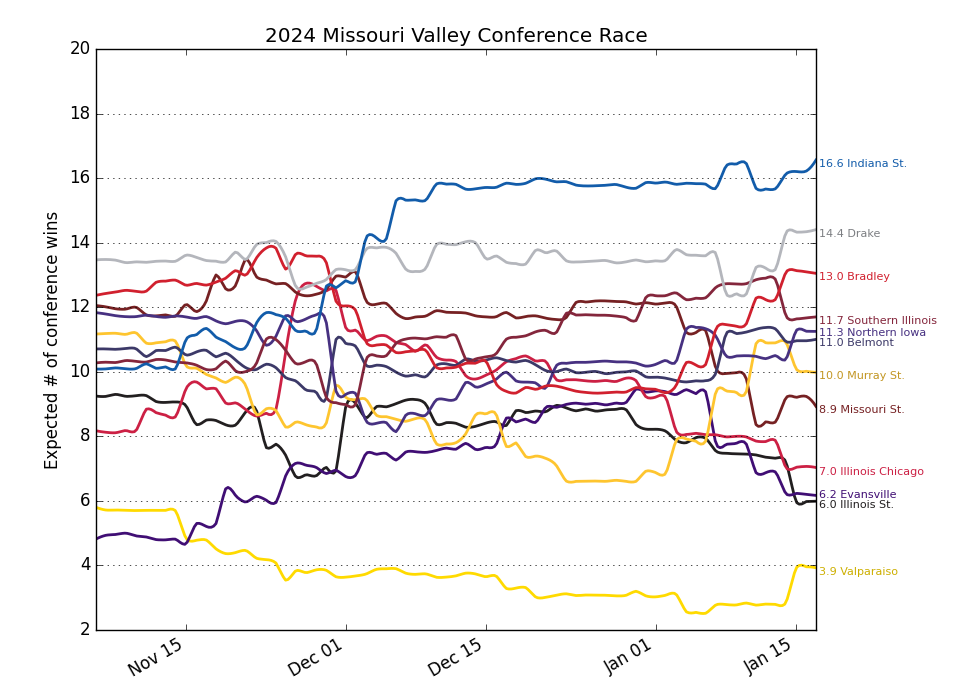 2024 Missouri Valley Conference Race
Expected # of conference wins
20
18
16
14
12
10
8
6
4
2
16.6 Indiana St.
14.4 Drake
13.0 Bradley
11.7 Southern Illinois
11.3 Northern Iowa
11.0 Belmont
10.0 Murray St.
8.9 Missouri St.
7.0 Illinois Chicago
6.2 Evansville
6.0 Illinois St.
3.9 Valparaiso
Nov 15
Dec 01
Dec 15
Jan 01
Jan 15